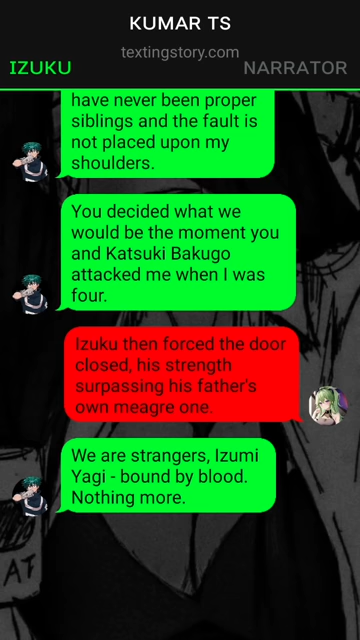 KUMAR TS
textingstory.com
IZUKU
NARRATOR
have never been proper
siblings and the fault is
not placed upon my
shoulders.
You decided what we
would be the moment you
and Katsuki Bakugo
attacked me when I was
four.
Izuku then forced the door
closed, his strength
surpassing his father's
own meagre one.
We are strangers, Izumi
Yagi - bound by blood.
Nothing more.
AF